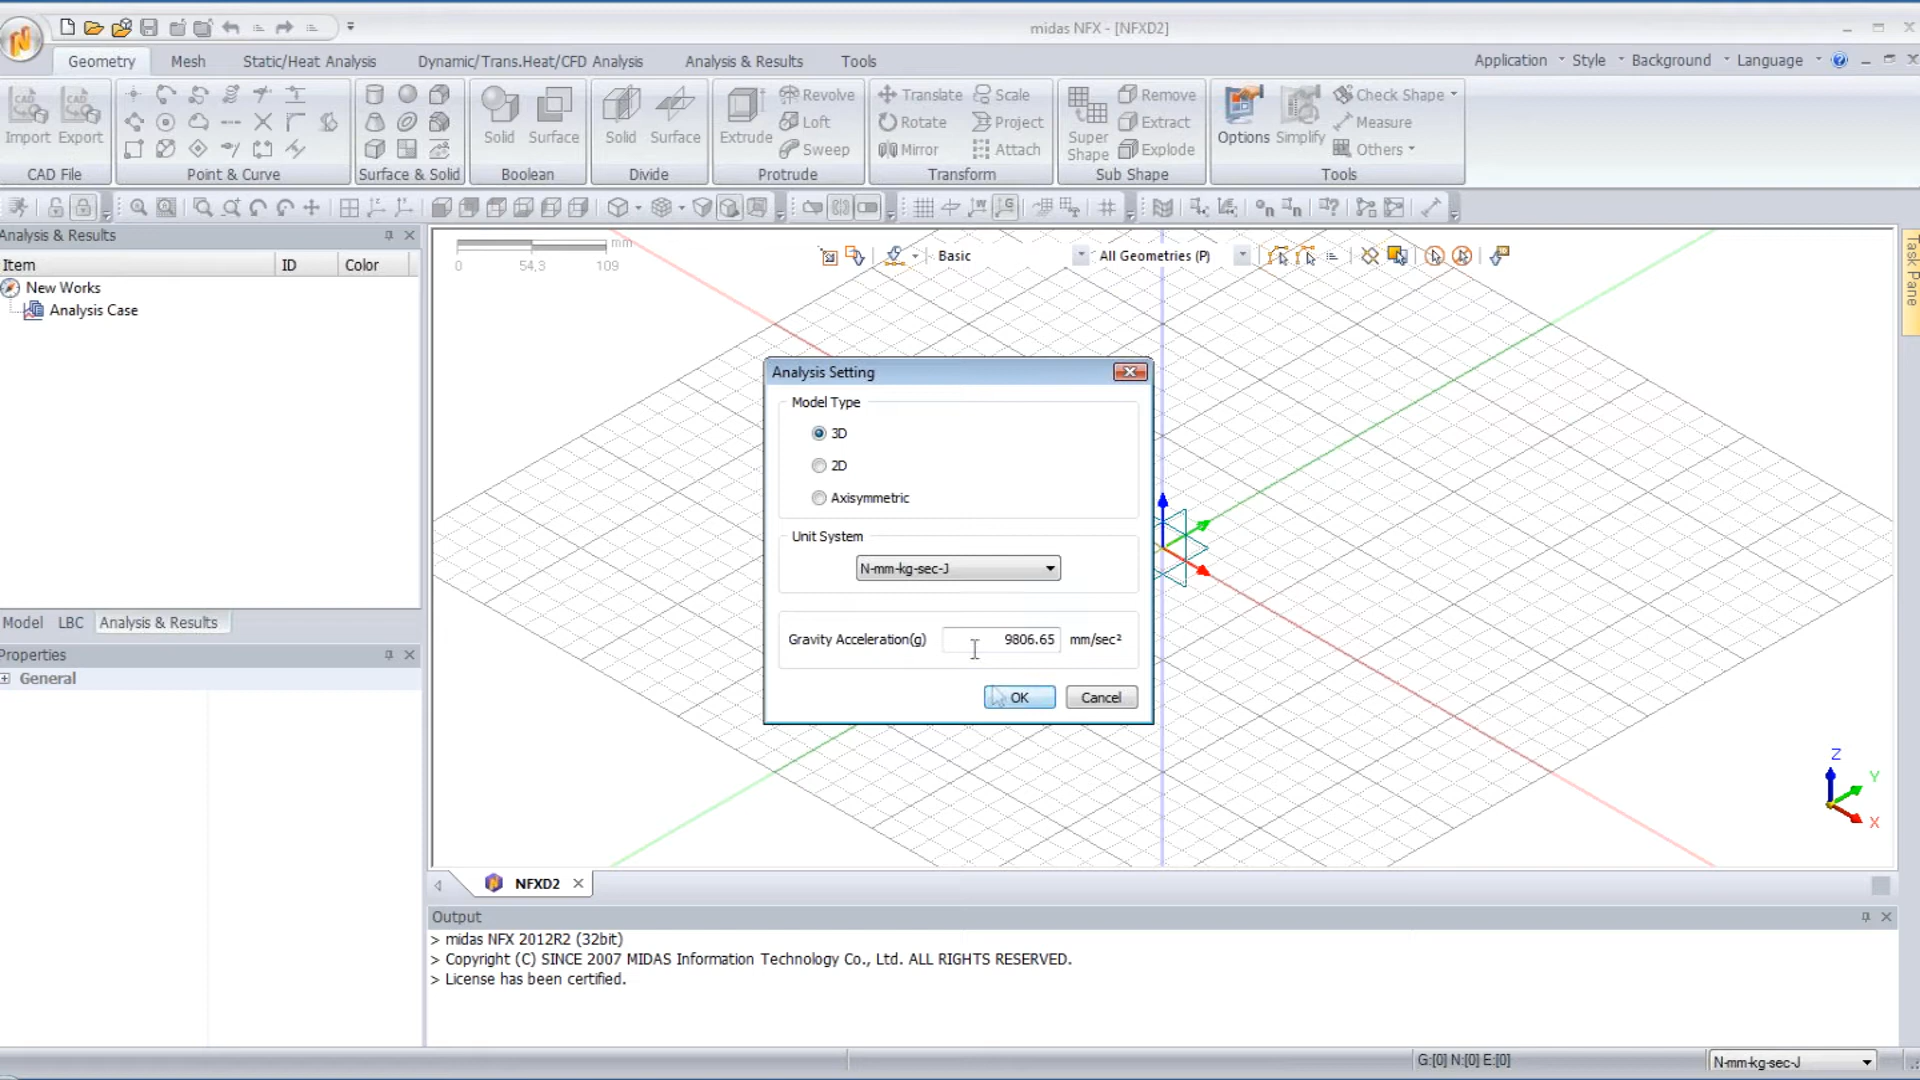 midas NFX - [NFXD2]
Geometry Mesh Static/Heat Analysis Dynamic/Trans.Heat/CFD Analysis Analysis & Results Tools
Application Style Background Language
CAD CAD
Import Export
CAD File
Point & Curve
Surface & Solid
Solid Surface
Boolean
Solid Surface
Divide
Extrude Revolve Loft Sweep
Protrude
Translate Scale
Rotate Project
Mirror Attach
Transform
Super Shape Remove Extract Explode
Sub Shape
Options Simplify Check Shape Measure Others
Tools
Analysis & Results
Item ID Color
New Works
Analysis Case
Model LBC Analysis & Results
Properties
General
mm
0 54,3 109
Basic All Geometries (P)
Task Pane
Analysis Setting
Model Type
3D
2D
Axisymmetric
Unit System
N-mm-kg-sec-J
Gravity Acceleration(g) 9806.65 mm/sec²
OK Cancel
Z
Y
X
NFXD2
Output
> midas NFX 2012R2 (32bit)
> Copyright (C) SINCE 2007 MIDAS Information Technology Co., Ltd. ALL RIGHTS RESERVED.
> License has been certified.
G:[0] N:[0] E:[0]
N-mm-kg-sec-J